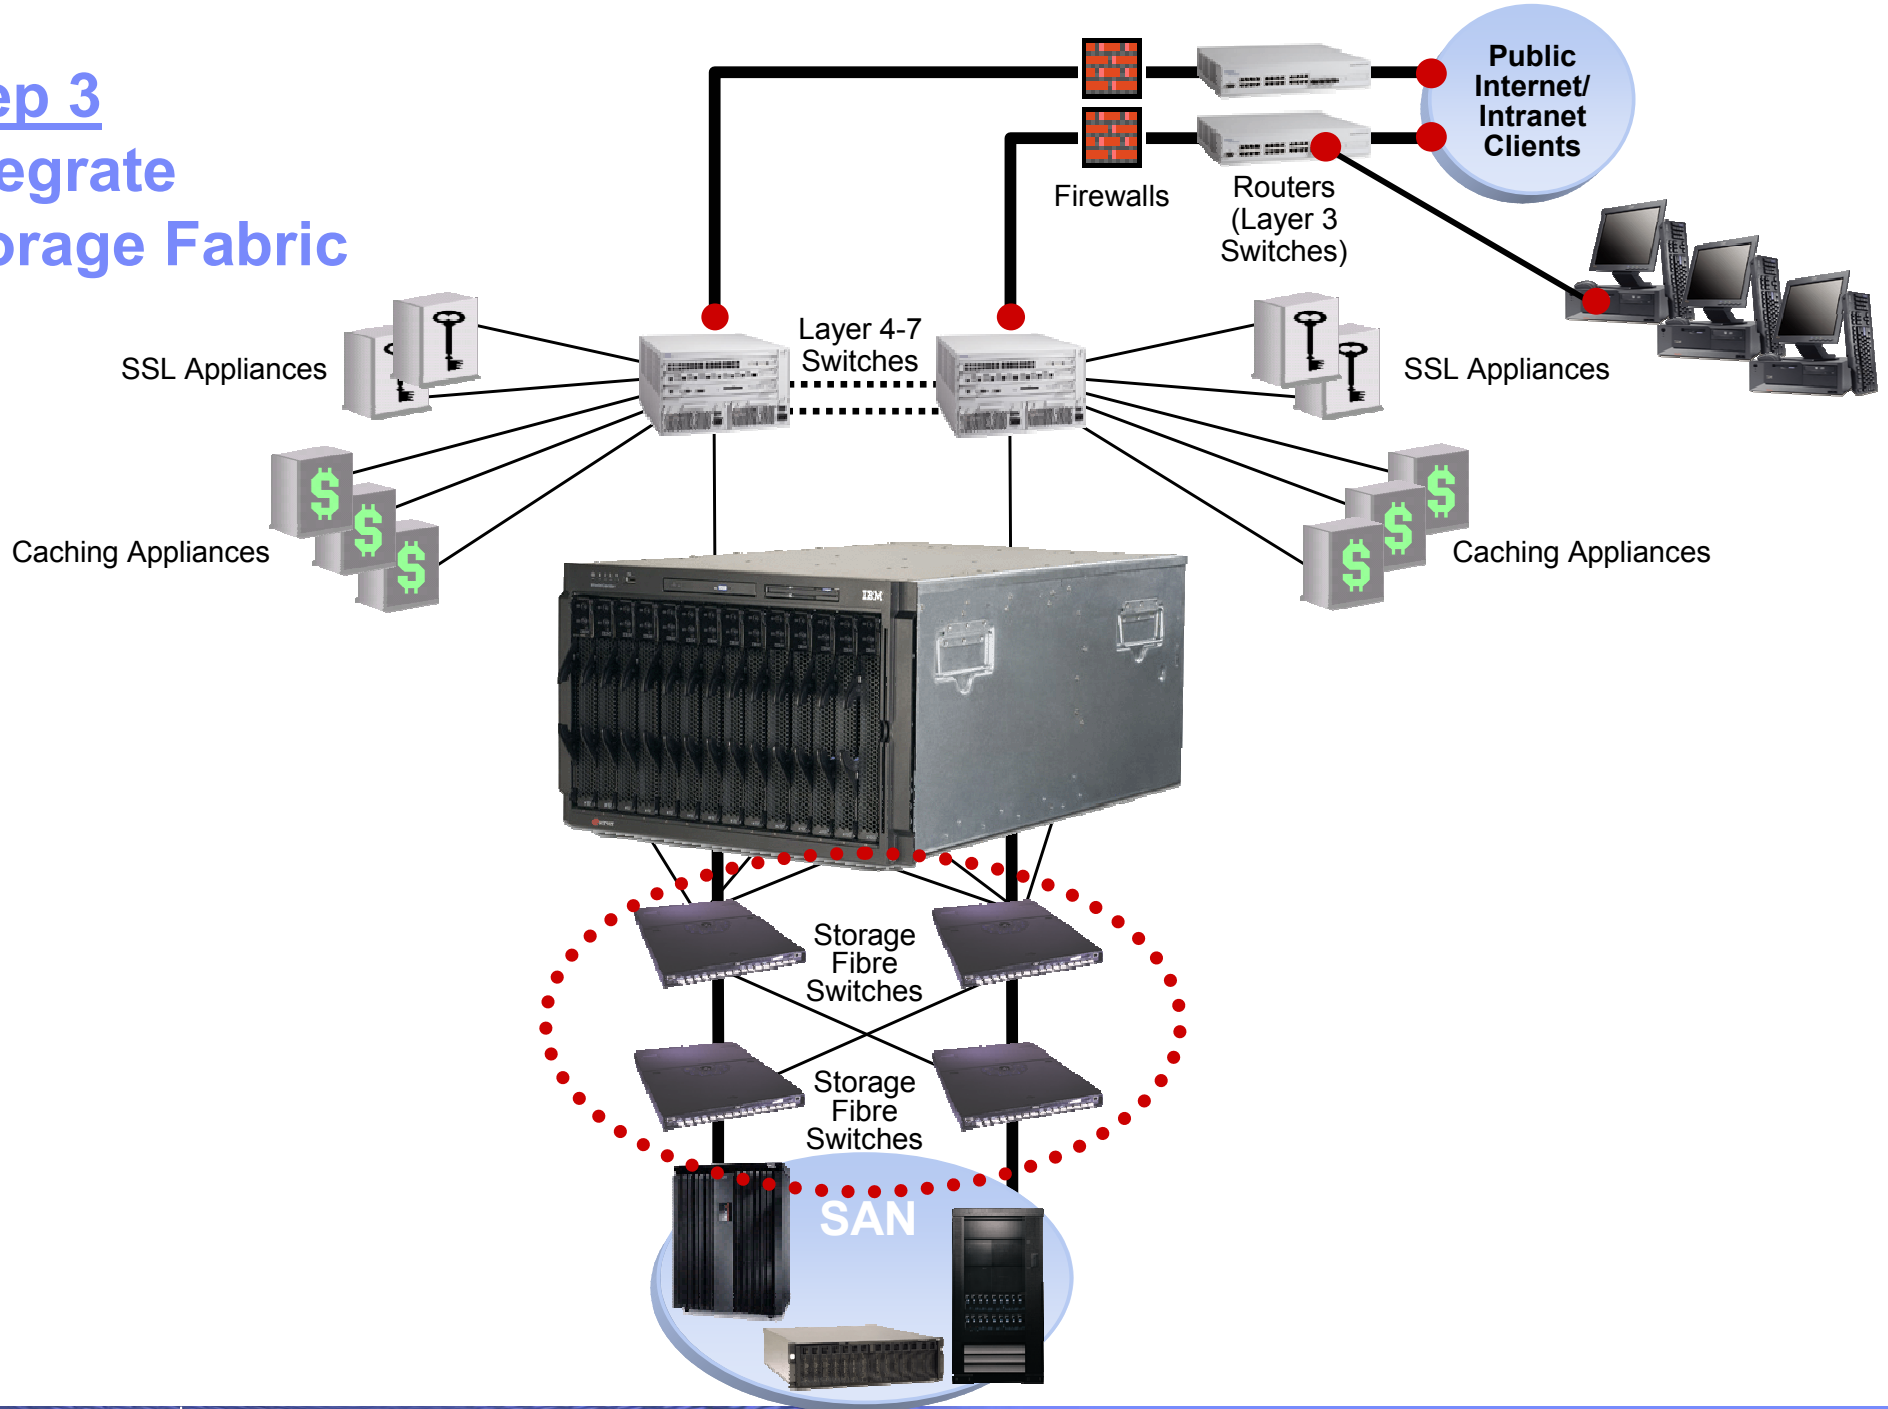 ep 3
egrate
orage Fabric
Public
Internet/
Intranet
Clients
Firewalls
Routers
(Layer 3
Switches)
Layer 4-7
Switches
SSL Appliances
SSL Appliances
Caching Appliances
Caching Appliances
IBM
Storage
Fibre
Switches
Storage
Fibre
Switches
SAN